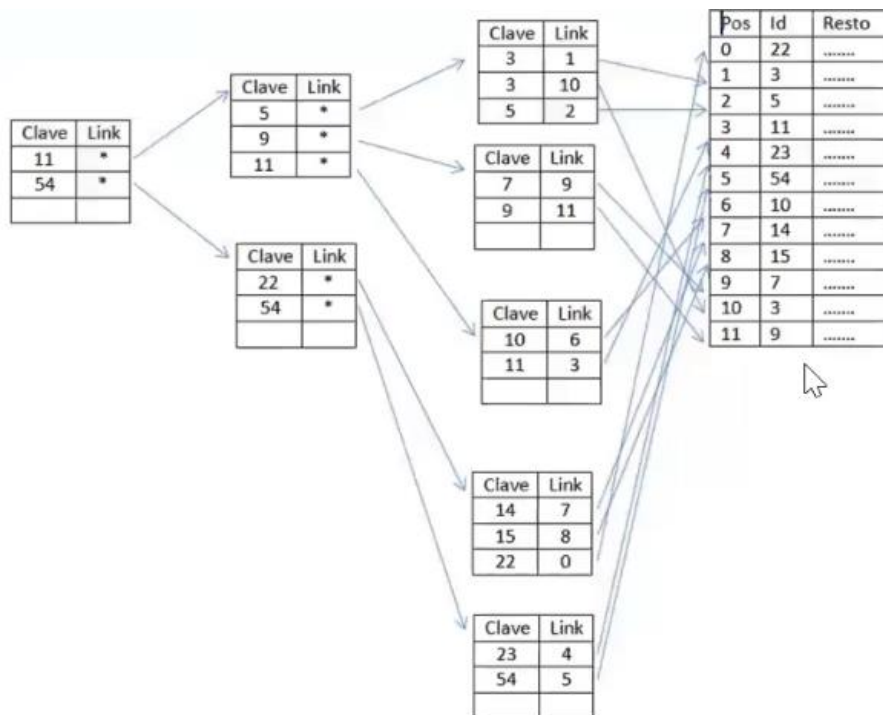 Clave Link
11 *
54 *
Clave Link
5 *
9 *
11 *
Clave Link
22 *
54 *
Clave Link
3 1
3 10
5 2
Clave Link
7 9
9 11
Clave Link
10 6
11 3
Clave Link
14 7
15 8
22 0
Clave Link
23 4
54 5
Pos Id Resto
0 22 .......
1 3 .......
2 5 .......
3 11 .......
4 23 .......
5 54 .......
6 10 .......
7 14 .......
8 15 .......
9 7 .......
10 3 .......
11 9 .......